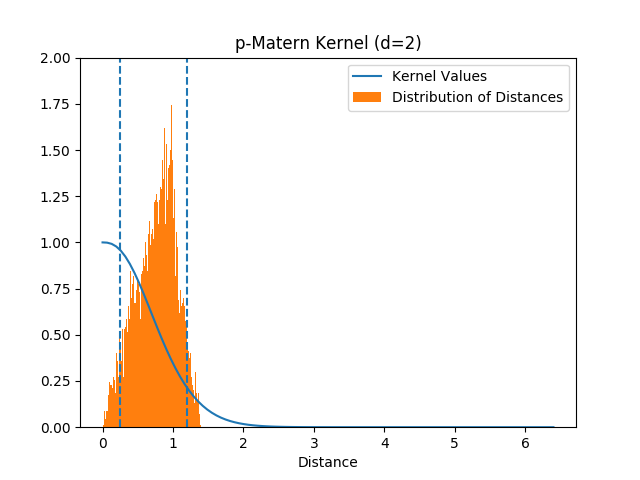 p-Matern Kernel (d=2)
Kernel Values
Distribution of Distances
2.00
1.75
1.50
1.25
1.00
0.75
0.50
0.25
0.00
0 1 2 3 4 5 6
Distance